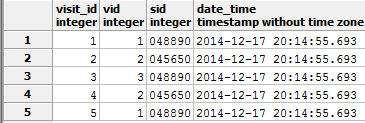 visit_id vid sid date_time
integer integer integer timestamp without time zone
1 1 1 048890 2014-12-17 20:14:55.693
2 2 2 045650 2014-12-17 20:14:55.693
3 3 3 048890 2014-12-17 20:14:55.693
4 4 2 045650 2014-12-17 20:14:55.693
5 5 1 048890 2014-12-17 20:14:55.693